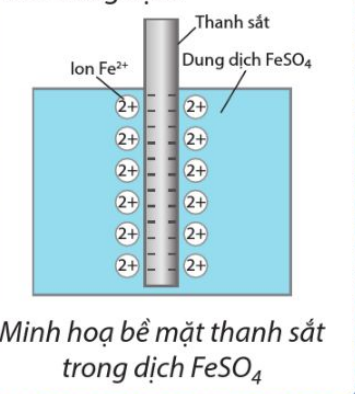 Thanh sắt
Ion Fe²⁺
Dung dịch FeSO₄
2+ 2+
2+ 2+
2+ 2+
2+ 2+
2+ 2+
2+ 2+
Minh hoạ bề mặt thanh sắt
trong dịch FeSO₄